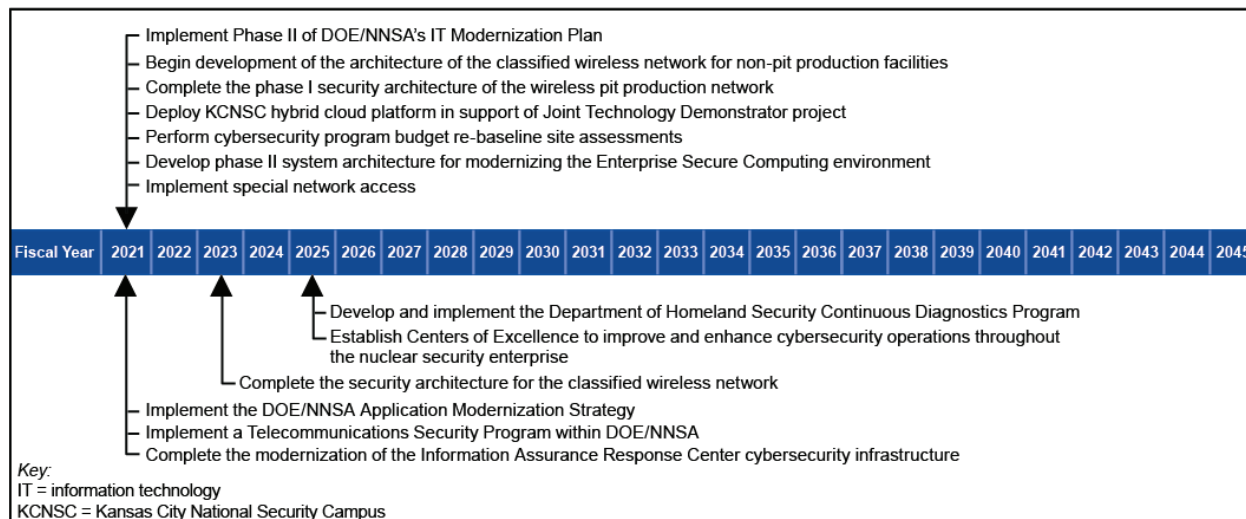 Implement Phase II of DOE/NNSA's IT Modernization Plan
Begin development of the architecture of the classified wireless network for non-pit production facilities
Complete the phase I security architecture of the wireless pit production network
Deploy KCNSC hybrid cloud platform in support of Joint Technology Demonstrator project
Perform cybersecurity program budget re-baseline site assessments
Develop phase II system architecture for modernizing the Enterprise Secure Computing environment
Implement special network access
Fiscal Year 2021 2022 2023 2024 2025 2026 2027 2028 2029 2030 2031 2032 2033 2034 2035 2036 2037 2038 2039 2040 2041 2042 2043 2044 2045
Develop and implement the Department of Homeland Security Continuous Diagnostics Program
Establish Centers of Excellence to improve and enhance cybersecurity operations throughout
the nuclear security enterprise
Complete the security architecture for the classified wireless network
Implement the DOE/NNSA Application Modernization Strategy
Implement a Telecommunications Security Program within DOE/NNSA
Complete the modernization of the Information Assurance Response Center cybersecurity infrastructure
Key:
IT = information technology
KCNSC = Kansas City National Security Campus